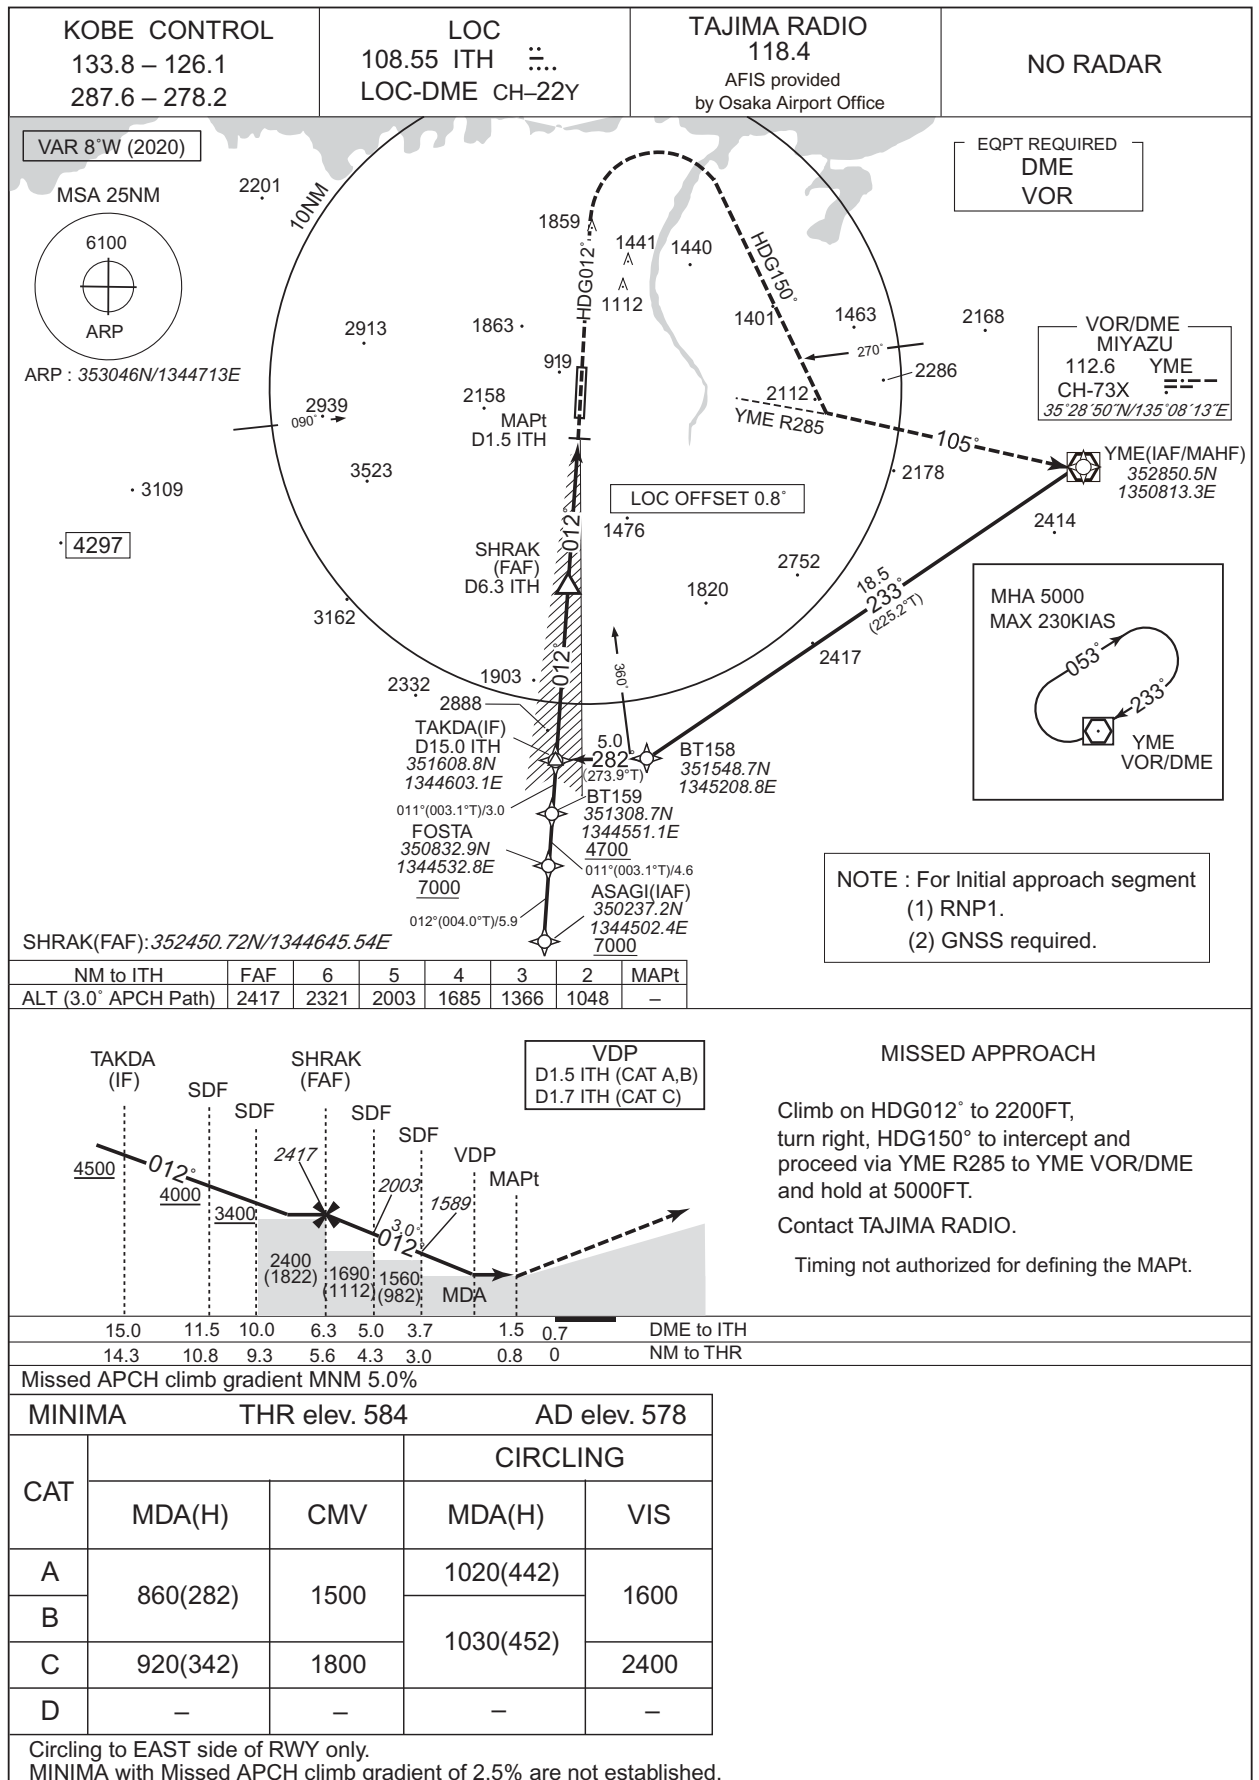 KOBE CONTROL
133.8 – 126.1
287.6 – 278.2
LOC
108.55 ITH
LOC-DME CH–22Y
TAJIMA RADIO
118.4
AFIS provided
by Osaka Airport Office
NO RADAR
VAR 8°W (2020)
MSA 25NM
6100
ARP
ARP : 353046N/1344713E
EQPT REQUIRED
DME
VOR
2201
10NM
1859
1441
1440
1112
HDG012°
HDG150°
2913
1863
1401
1463
2168
919
270°
2286
VOR/DME
MIYAZU
112.6 YME
CH-73X
35°28′50″N/135°08′13″E
2939
090°
2158
2112
YME R285
MAPt
D1.5 ITH
105°
YME(IAF/MAHF)
352850.5N
1350813.3E
3523
2178
3109
LOC OFFSET 0.8°
2414
4297
012°
1476
SHRAK
(FAF)
D6.3 ITH
2752
1820
18.5
233°
(225.2°T)
3162
2417
MHA 5000
MAX 230KIAS
053°
233°
YME
VOR/DME
012°
360°
1903
2332
2888
TAKDA(IF)
D15.0 ITH
351608.8N
1344603.1E
5.0
282°
(273.9°T)
BT158
351548.7N
1345208.8E
011°(003.1°T)/3.0
BT159
351308.7N
1344551.1E
4700
FOSTA
350832.9N
1344532.8E
7000
011°(003.1°T)/4.6
ASAGI(IAF)
350237.2N
1344502.4E
7000
012°(004.0°T)/5.9
NOTE : For Initial approach segment
(1) RNP1.
(2) GNSS required.
SHRAK(FAF):352450.72N/1344645.54E
NM to ITH FAF 6 5 4 3 2 MAPt
ALT (3.0° APCH Path) 2417 2321 2003 1685 1366 1048 –
TAKDA
(IF)
SDF
SDF
SHRAK
(FAF)
SDF
SDF
VDP
MAPt
VDP
D1.5 ITH (CAT A,B)
D1.7 ITH (CAT C)
4500
012°
4000
3400
2417
2003
1589
3.0°
012°
2400
(1822)
1690
(1112)
1560
(982)
MDA
15.0 11.5 10.0 6.3 5.0 3.7 1.5 0.7 DME to ITH
14.3 10.8 9.3 5.6 4.3 3.0 0.8 0 NM to THR
MISSED APPROACH
Climb on HDG012° to 2200FT,
turn right, HDG150° to intercept and
proceed via YME R285 to YME VOR/DME
and hold at 5000FT.
Contact TAJIMA RADIO.
Timing not authorized for defining the MAPt.
Missed APCH climb gradient MNM 5.0%
MINIMA THR elev. 584 AD elev. 578
CIRCLING
CAT MDA(H) CMV MDA(H) VIS
A 860(282) 1500 1020(442) 1600
B 1030(452)
C 920(342) 1800 2400
D – – – –
Circling to EAST side of RWY only.
MINIMA with Missed APCH climb gradient of 2.5% are not established.